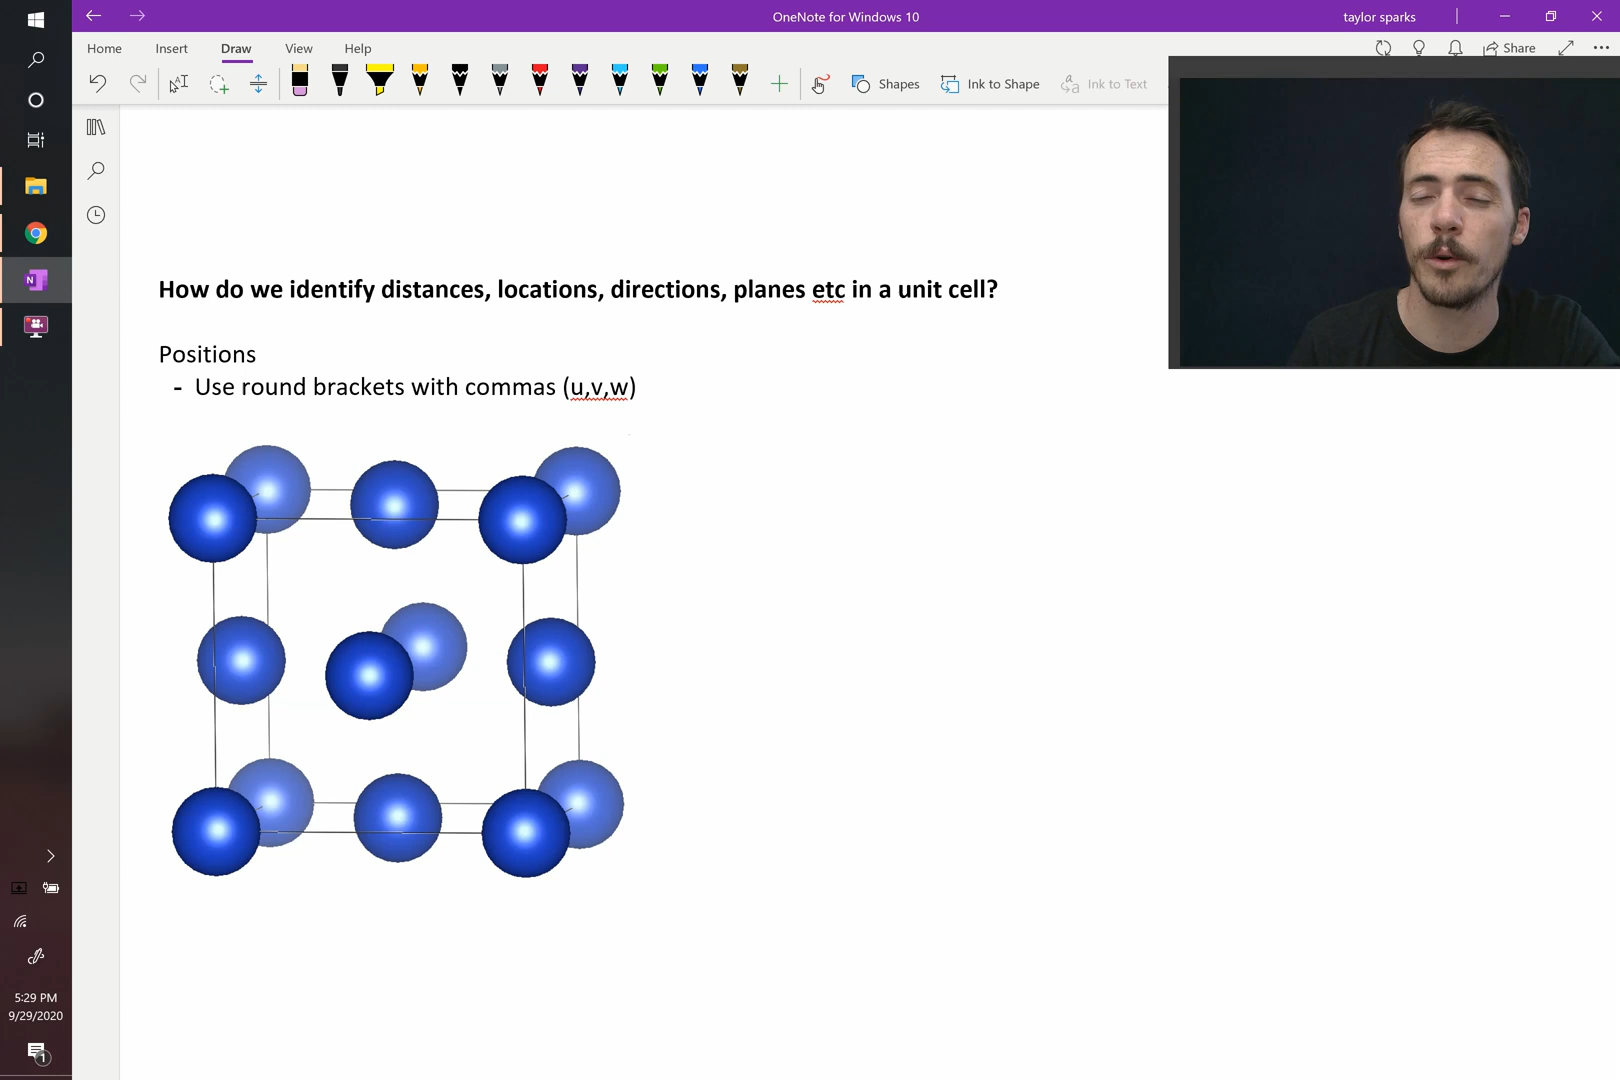 OneNote for Windows 10
taylor sparks
Home Insert Draw View Help
Share
Shapes
Ink to Shape
Ink to Text
How do we identify distances, locations, directions, planes etc in a unit cell?
Positions
- Use round brackets with commas (u,v,w)
N
5:29 PM
9/29/2020
1